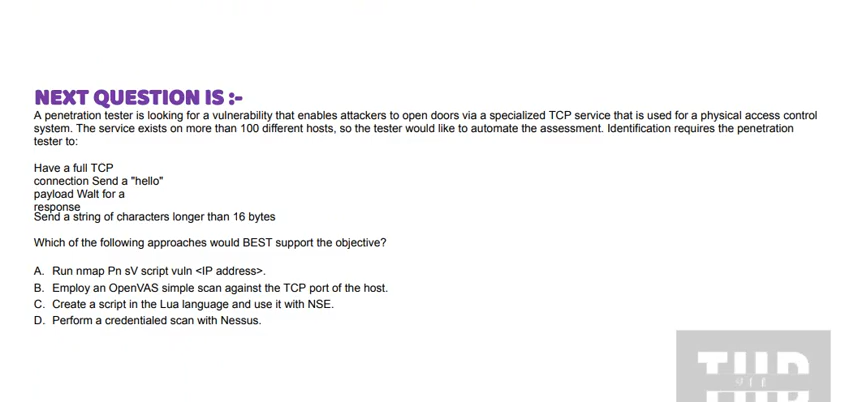 NEXT QUESTION IS :-
A penetration tester is looking for a vulnerability that enables attackers to open doors via a specialized TCP service that is used for a physical access control
system. The service exists on more than 100 different hosts, so the tester would like to automate the assessment. Identification requires the penetration
tester to:
Have a full TCP
connection Send a "hello"
payload Walt for a
response
Send a string of characters longer than 16 bytes
Which of the following approaches would BEST support the objective?
A. Run nmap Pn sV script vuln <IP address>.
B. Employ an OpenVAS simple scan against the TCP port of the host.
C. Create a script in the Lua language and use it with NSE.
D. Perform a credentialed scan with Nessus.